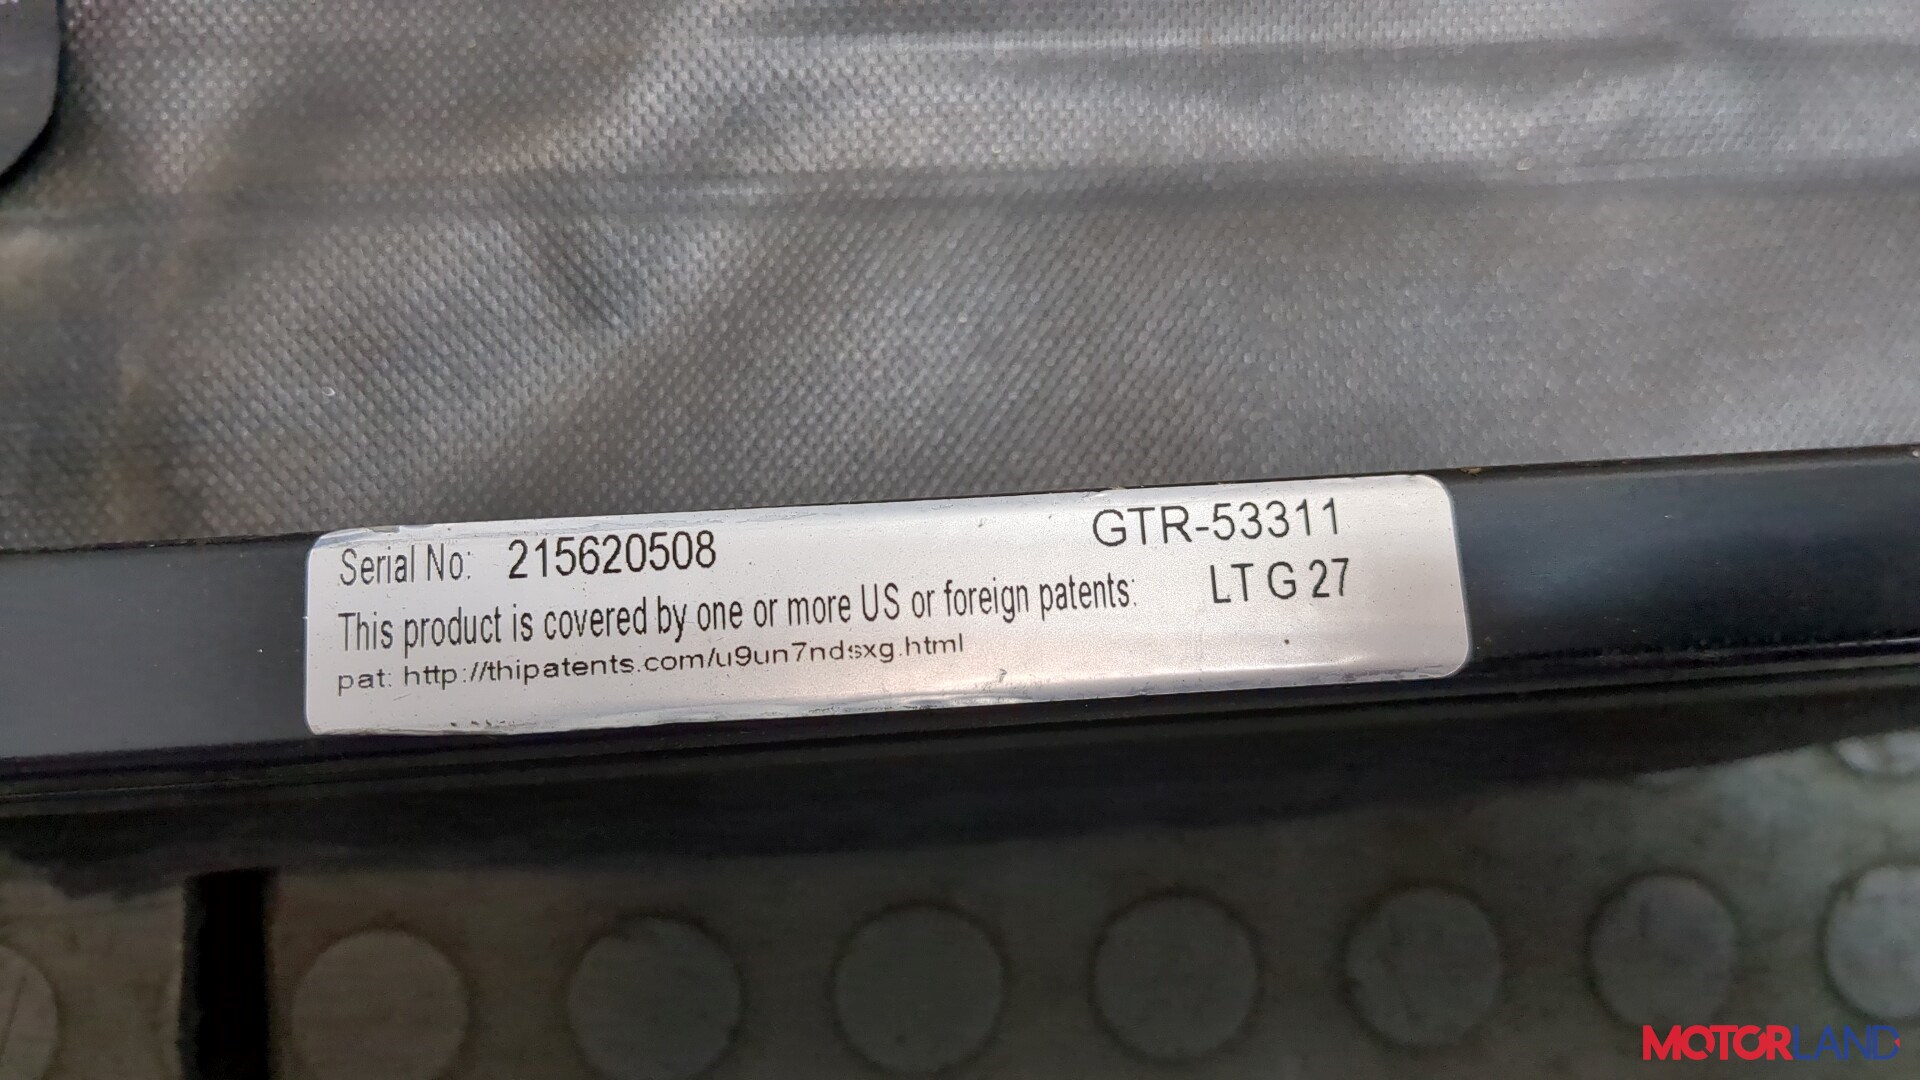 Serial No: 215620508 GTR-53311
This product is covered by one or more US or foreign patents: LT G 27
pat: http://thipatents.com/u9un7ndsxg.html
MOTORLAND